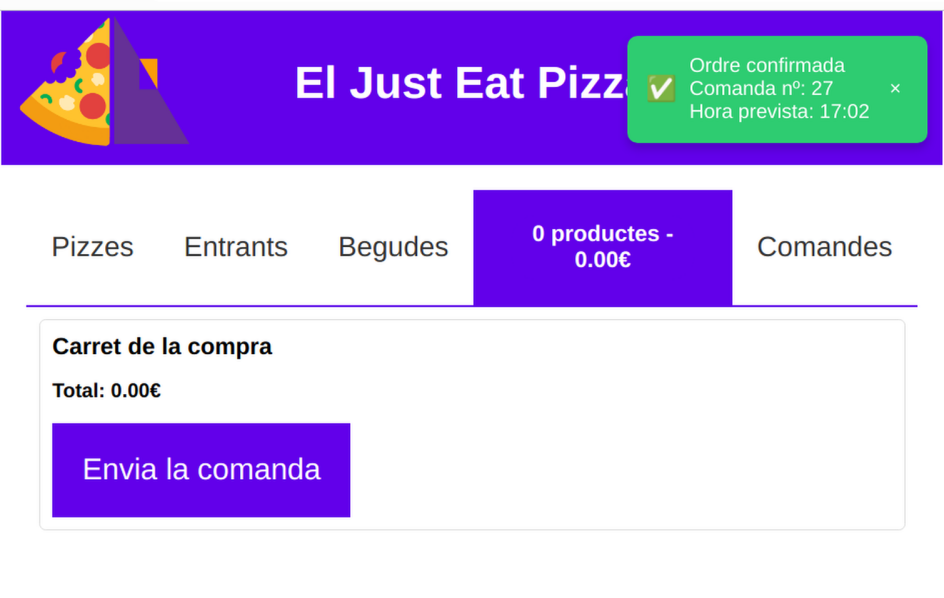 El Just Eat Pizz
✅ Ordre confirmada
Comanda nº: 27
Hora prevista: 17:02
×
Pizzes
Entrants
Begudes
0 productes -
0.00€
Comandes
Carret de la compra
Total: 0.00€
Envia la comanda